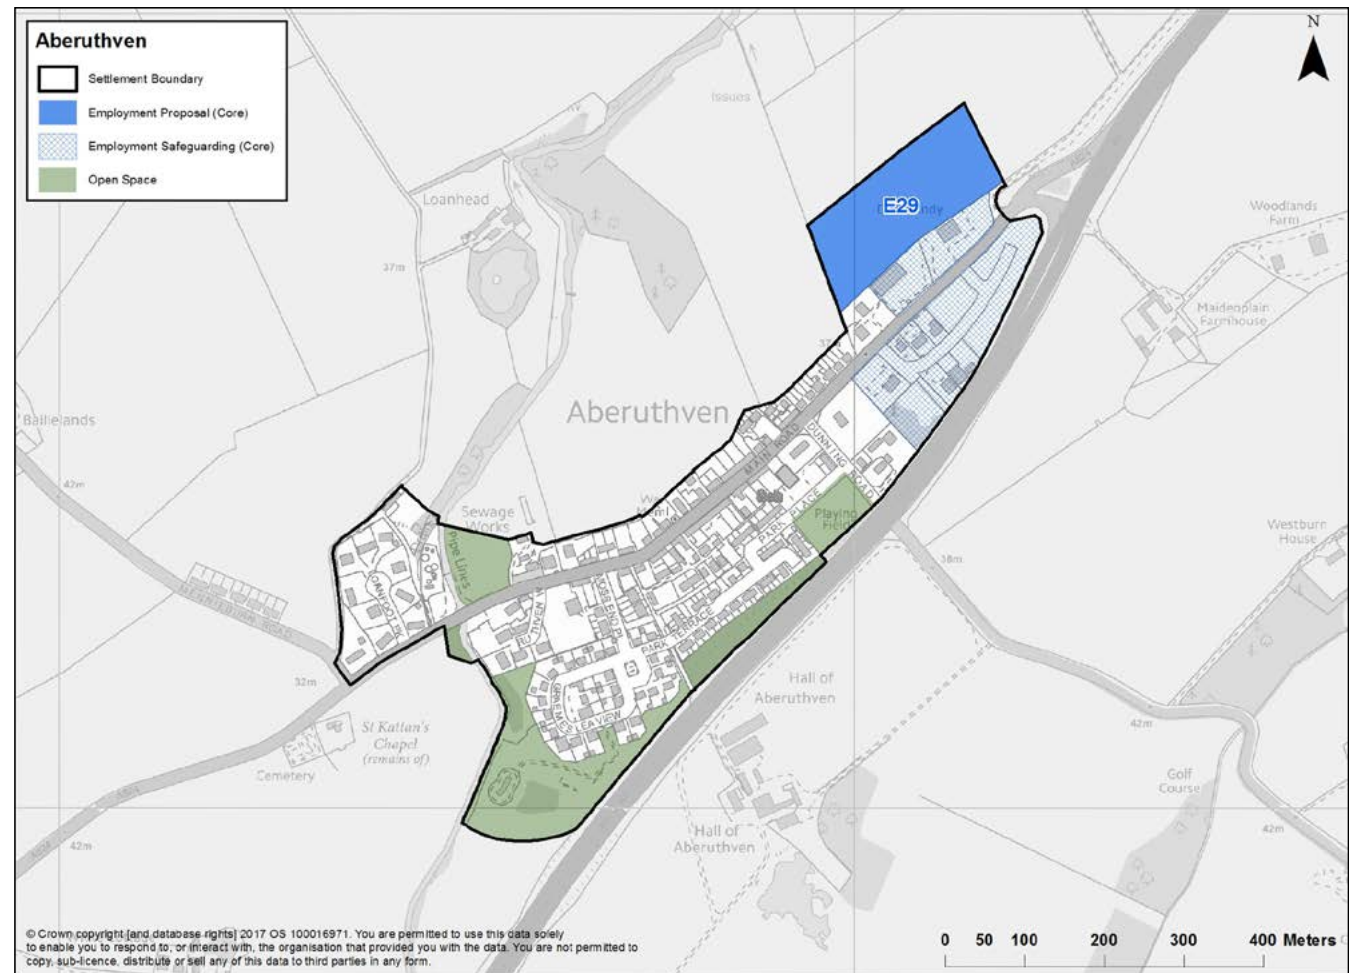 Aberuthven
Settlement Boundary
Employment Proposal (Core)
Employment Safeguarding (Core)
Open Space
N
Issues
Loanhead
37m
E29
Woodlands
Farm
Maidenplain
Farmhouse
37m
Baillelands
Aberuthven
42m
MAIN ROAD
DUNNING ROAD
Sewage
Works
Pipe Lines
PARK PLACE
Playing
Field
Westburn
House
38m
LOANFOOT PK
PARK TERRACE
GRAEMES LEA VIEW
32m
Hall of
Aberuthven
St Kattan's
Chapel
(remains of)
Cemetery
42m
Golf
Course
Hall of
Aberuthven
42m
42m
© Crown copyright [and database rights] 2017 OS 100016971. You are permitted to use this data solely
to enable you to respond to, or interact with, the organisation that provided you with the data. You are not permitted to
copy, sub-licence, distribute or sell any of this data to third parties in any form.
0 50 100 200 300 400 Meters